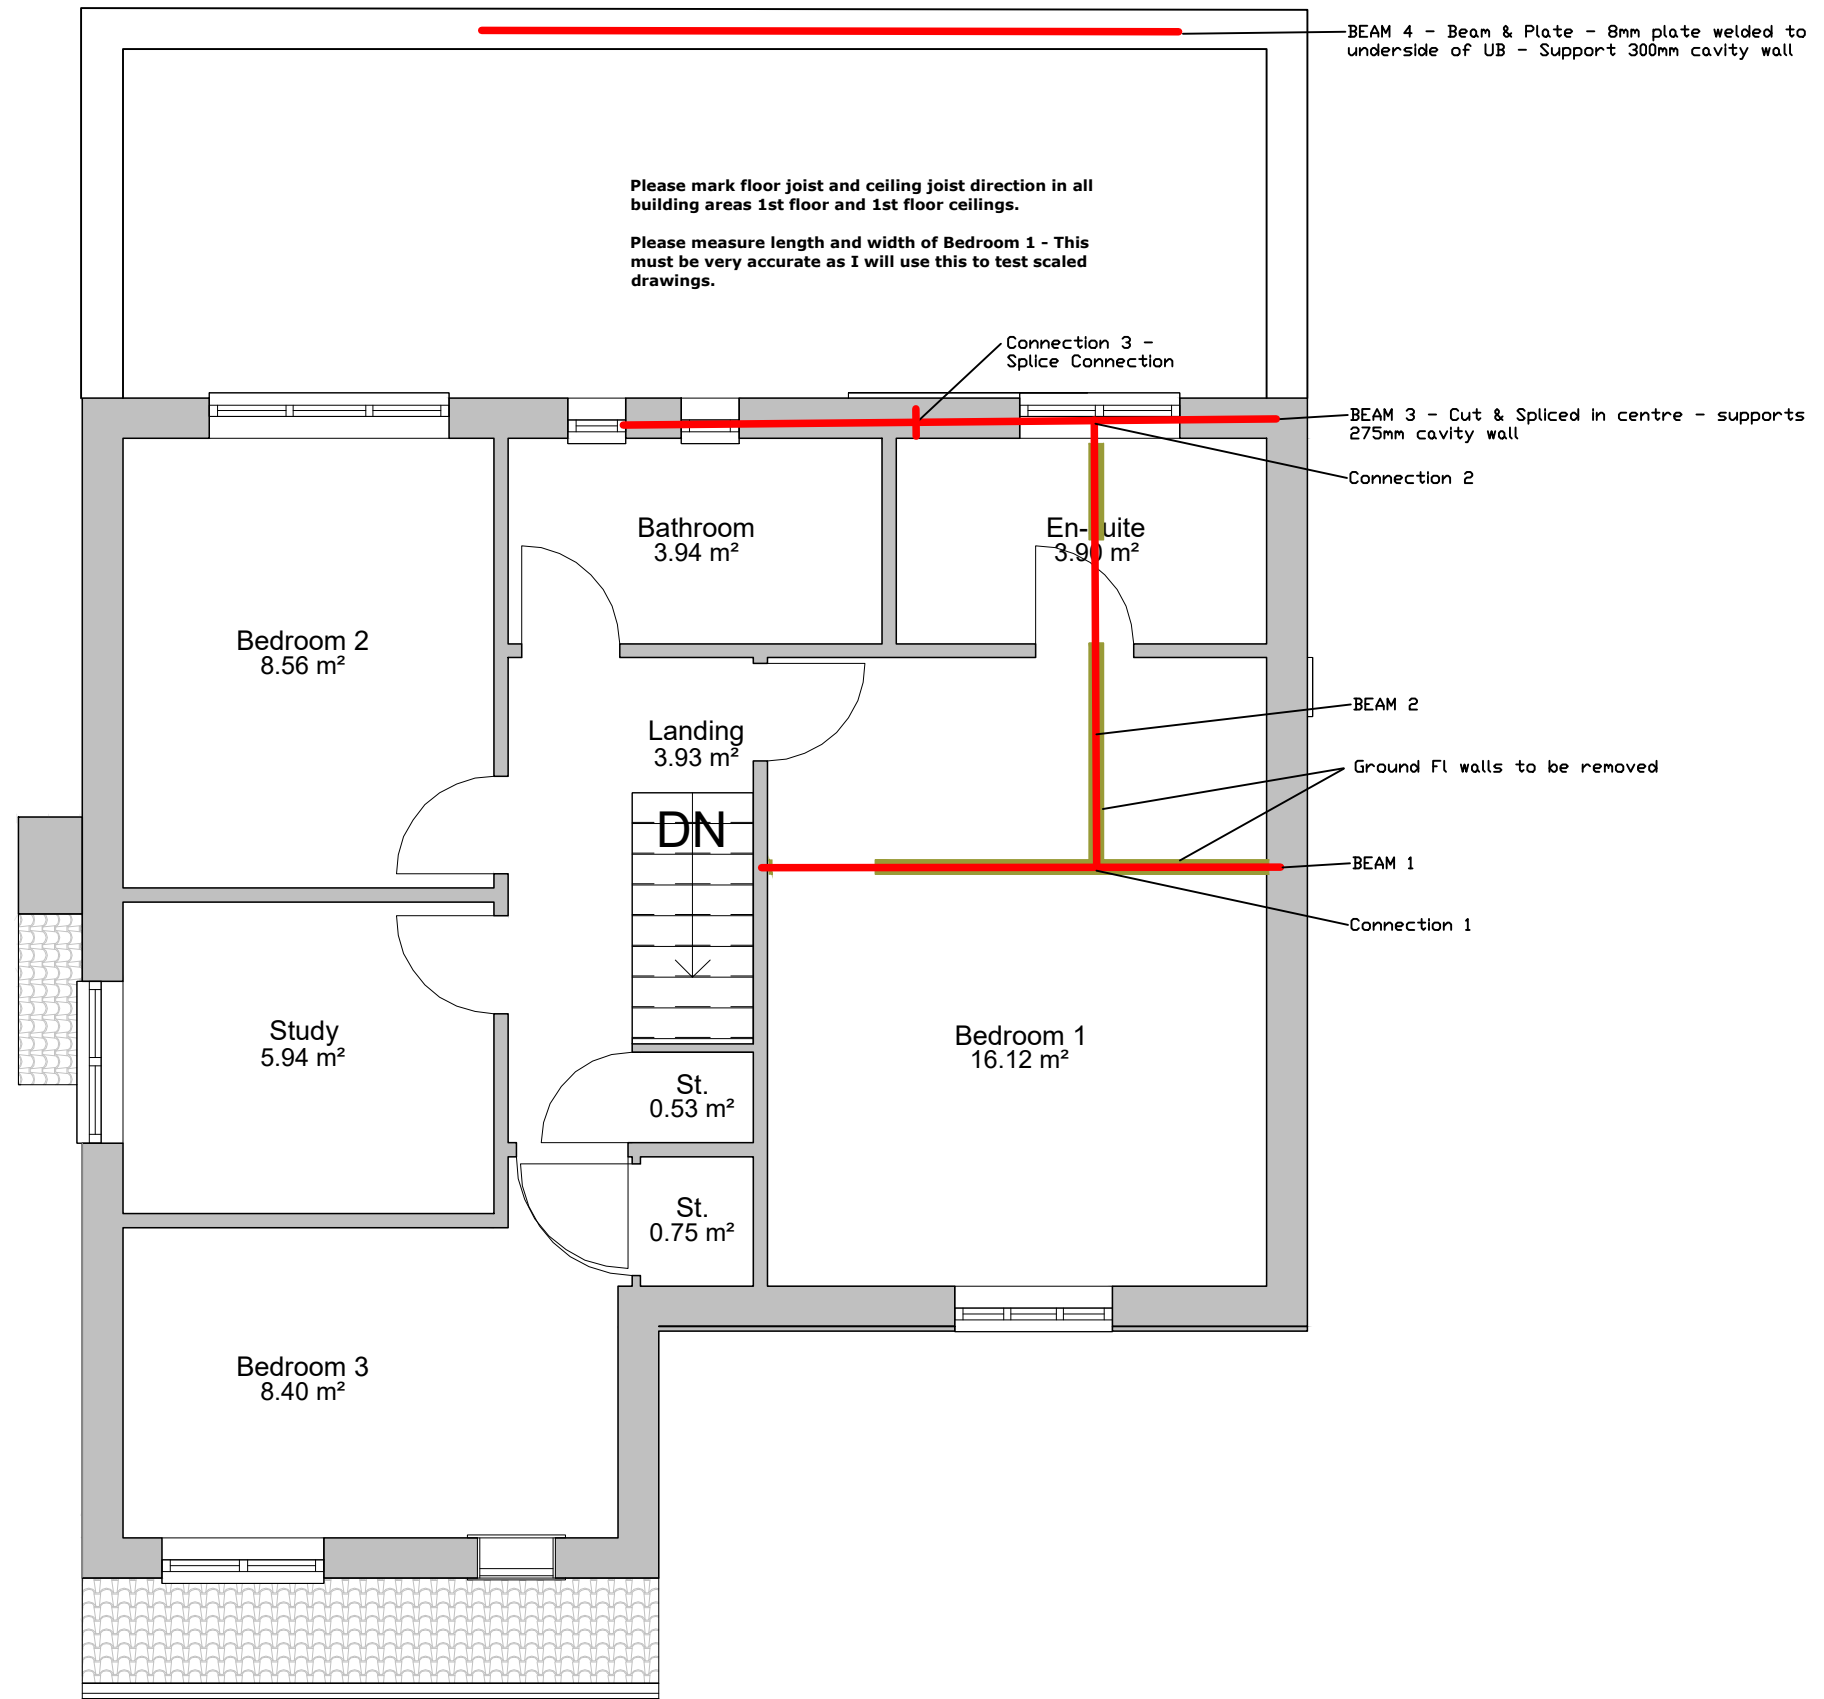 BEAM 4 - Beam & Plate - 8mm plate welded to
underside of UB - Support 300mm cavity wall
Please mark floor joist and ceiling joist direction in all
building areas 1st floor and 1st floor ceilings.
Please measure length and width of Bedroom 1 - This
must be very accurate as I will use this to test scaled
drawings.
Connection 3 -
Splice Connection
BEAM 3 - Cut & Spliced in centre - supports
275mm cavity wall
Connection 2
Bathroom
3.94 m²
En-suite
3.90 m²
Bedroom 2
8.56 m²
Landing
3.93 m²
BEAM 2
Ground Fl walls to be removed
DN
BEAM 1
Connection 1
Study
5.94 m²
Bedroom 1
16.12 m²
St.
0.53 m²
St.
0.75 m²
Bedroom 3
8.40 m²